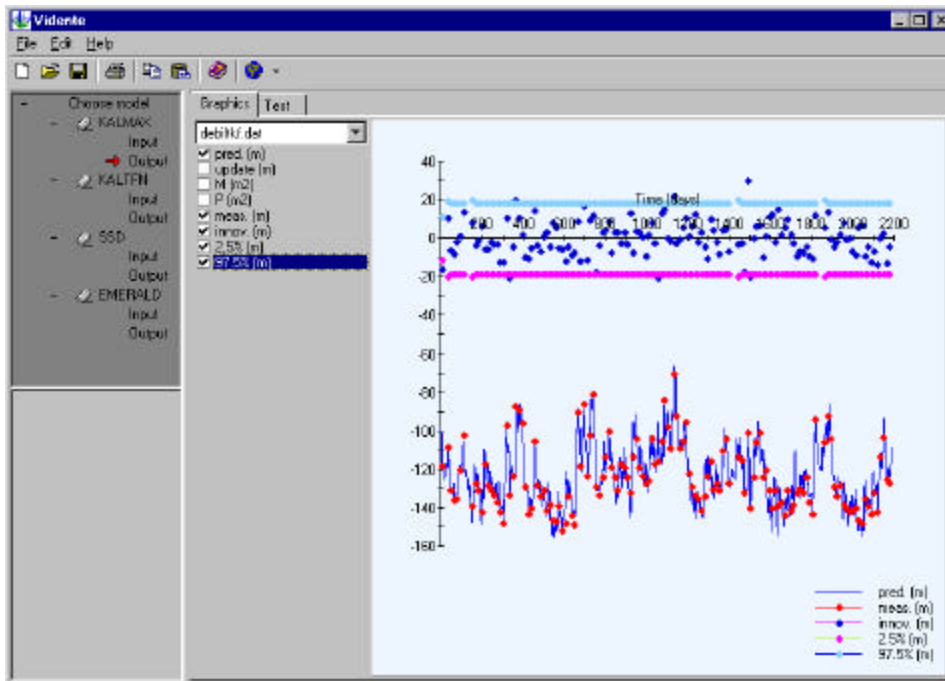 Vidente
File Edit Help
Choose model
KALMAX
Input
Output
KALTFN
Input
Output
SSD
Input
Output
EMERALD
Input
Output
Graphics Text
debiltkf.dat
pred. (m)
update (m)
M (m2)
P (m2)
meas. (m)
innov. (m)
2,5% (m)
97.5% (m)
40
20
0
-20
-40
-60
-80
-100
-120
-140
-160
Time (days)
200 400 600 800 1000 1200 1400 1600 1800 2000 2200
pred. (m)
meas. (m)
innov. (m)
2.5% (m)
97.5% (m)